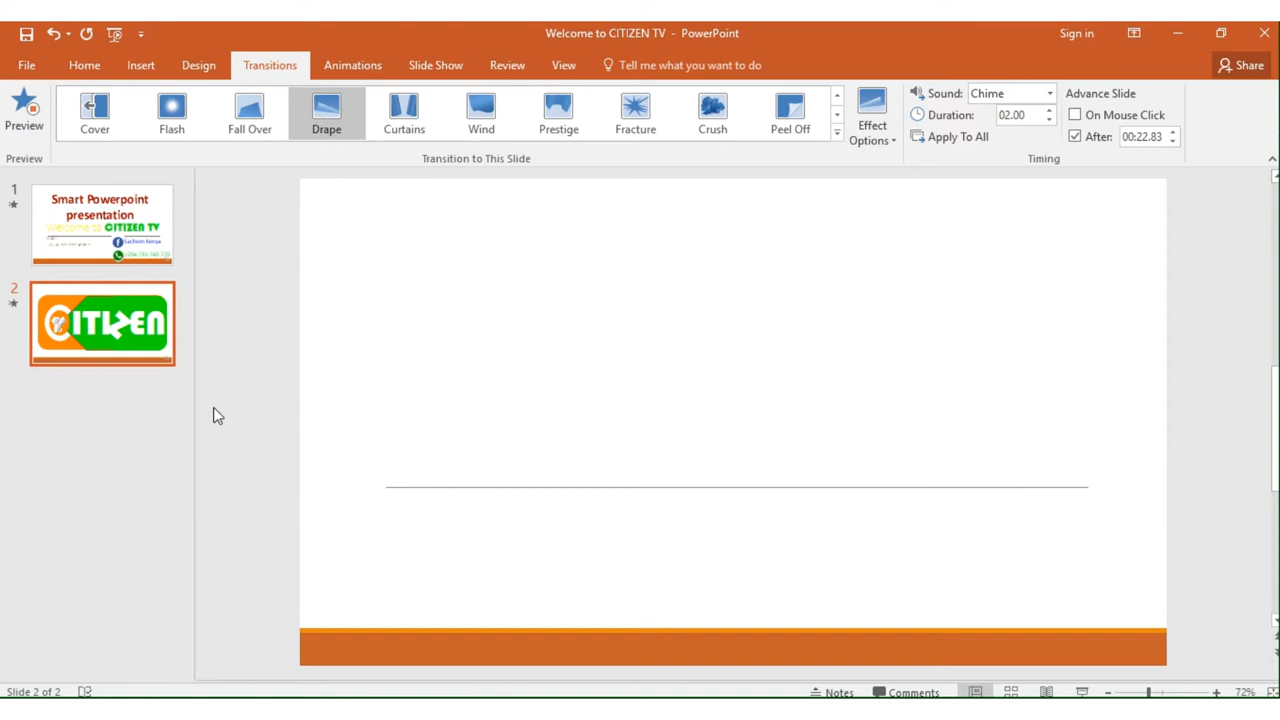 Welcome to CITIZEN TV - PowerPoint
Sign in
File Home Insert Design Transitions Animations Slide Show Review View Tell me what you want to do Share
Preview
Cover Flash Fall Over Drape Curtains Wind Prestige Fracture Crush Peel Off
Effect
Options
Sound: Chime
Duration: 02.00
Apply To All
Advance Slide
On Mouse Click
After: 00:22.83
Preview
Transition to This Slide
Timing
1
Smart Powerpoint
presentation
Welcome to CITIZEN TV
2
CITIZEN
Slide 2 of 2
Notes
Comments
72%